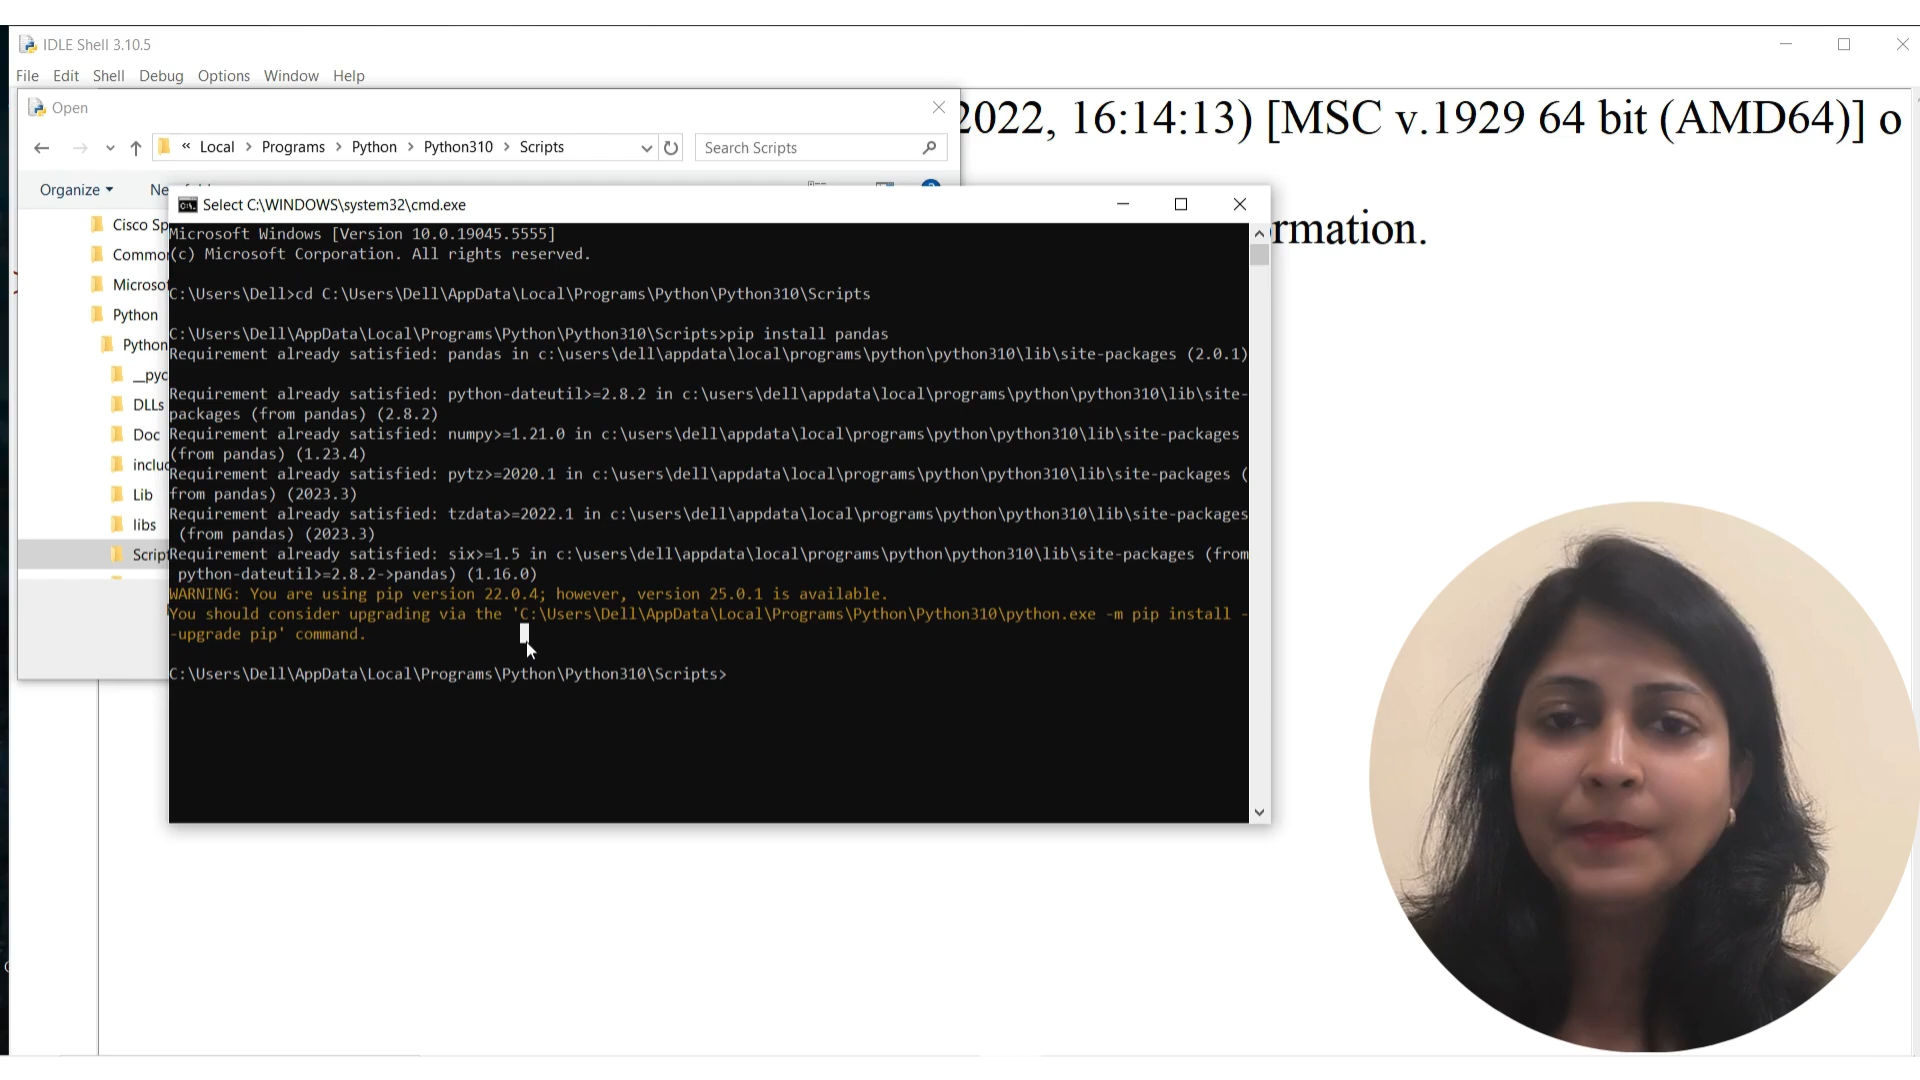 IDLE Shell 3.10.5
File Edit Shell Debug Options Window Help
2022, 16:14:13) [MSC v.1929 64 bit (AMD64)] o
Open
« Local > Programs > Python > Python310 > Scripts
Search Scripts
Organize
rmation.
Cisco Sp
Commo
Microso
Python
Python
__pyc
DLLs
Doc
includ
Lib
libs
Script
Select C:\WINDOWS\system32\cmd.exe
Microsoft Windows [Version 10.0.19045.5555]
(c) Microsoft Corporation. All rights reserved.
C:\Users\Dell>cd C:\Users\Dell\AppData\Local\Programs\Python\Python310\Scripts
C:\Users\Dell\AppData\Local\Programs\Python\Python310\Scripts>pip install pandas
Requirement already satisfied: pandas in c:\users\dell\appdata\local\programs\python\python310\lib\site-packages (2.0.1)
Requirement already satisfied: python-dateutil>=2.8.2 in c:\users\dell\appdata\local\programs\python\python310\lib\site-
packages (from pandas) (2.8.2)
Requirement already satisfied: numpy>=1.21.0 in c:\users\dell\appdata\local\programs\python\python310\lib\site-packages
(from pandas) (1.23.4)
Requirement already satisfied: pytz>=2020.1 in c:\users\dell\appdata\local\programs\python\python310\lib\site-packages (
from pandas) (2023.3)
Requirement already satisfied: tzdata>=2022.1 in c:\users\dell\appdata\local\programs\python\python310\lib\site-packages
(from pandas) (2023.3)
Requirement already satisfied: six>=1.5 in c:\users\dell\appdata\local\programs\python\python310\lib\site-packages (from
python-dateutil>=2.8.2->pandas) (1.16.0)
WARNING: You are using pip version 22.0.4; however, version 25.0.1 is available.
You should consider upgrading via the 'C:\Users\Dell\AppData\Local\Programs\Python\Python310\python.exe -m pip install -
-upgrade pip' command.
C:\Users\Dell\AppData\Local\Programs\Python\Python310\Scripts>